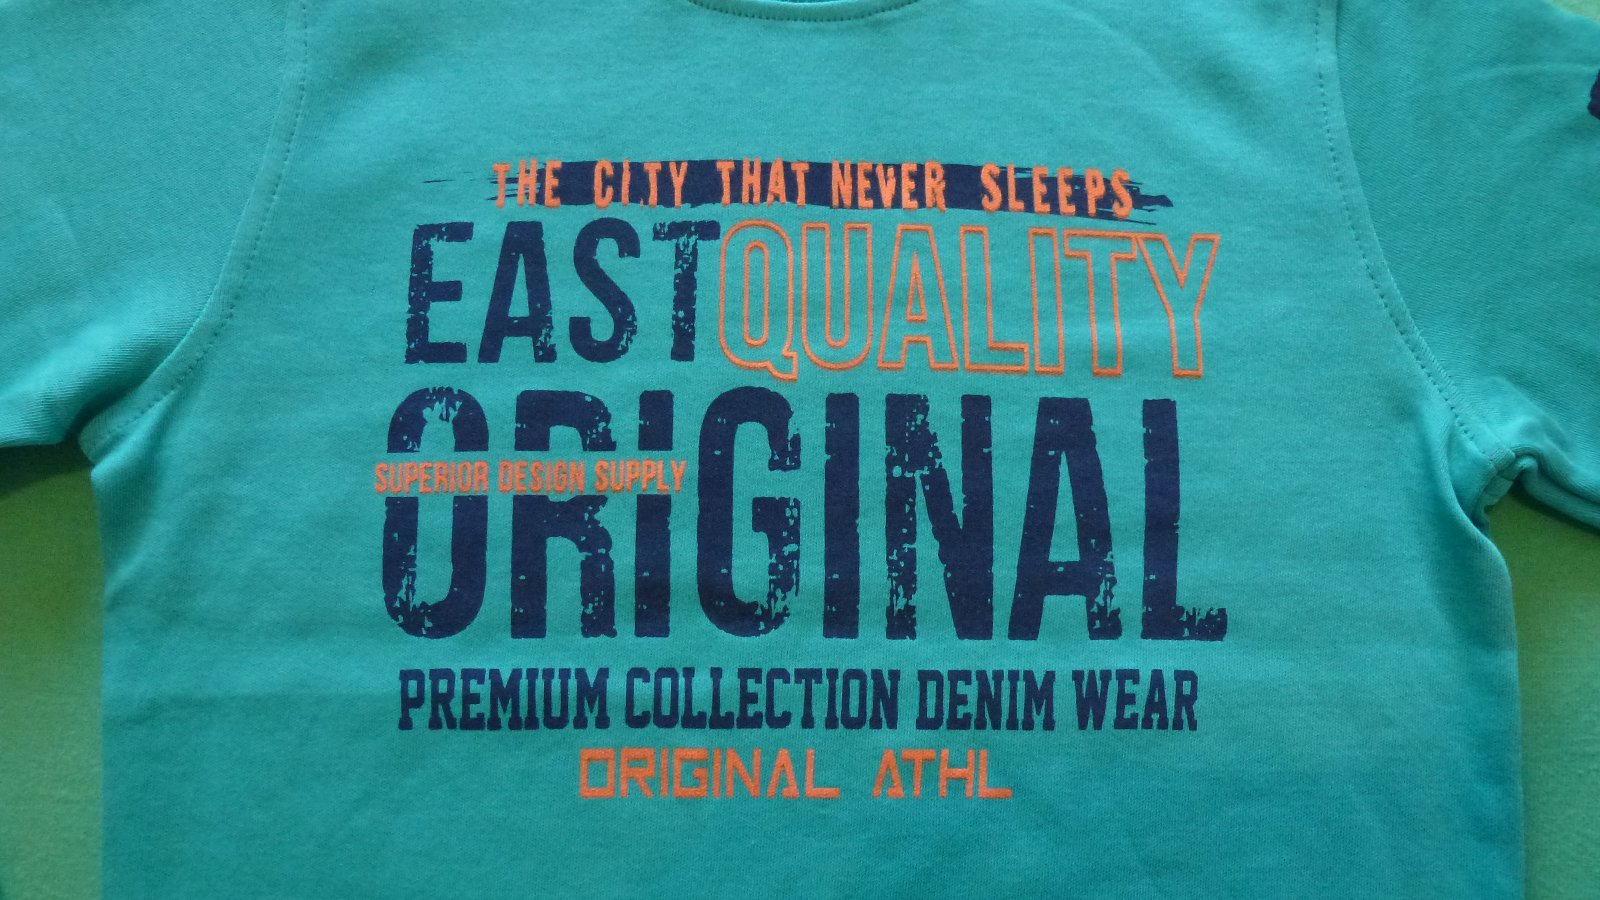 THE CITY THAT NEVER SLEEPS
EASTQUALITY
ORIGINAL
SUPERIOR DESIGN SUPPLY
PREMIUM COLLECTION DENIM WEAR
ORIGINAL ATHL